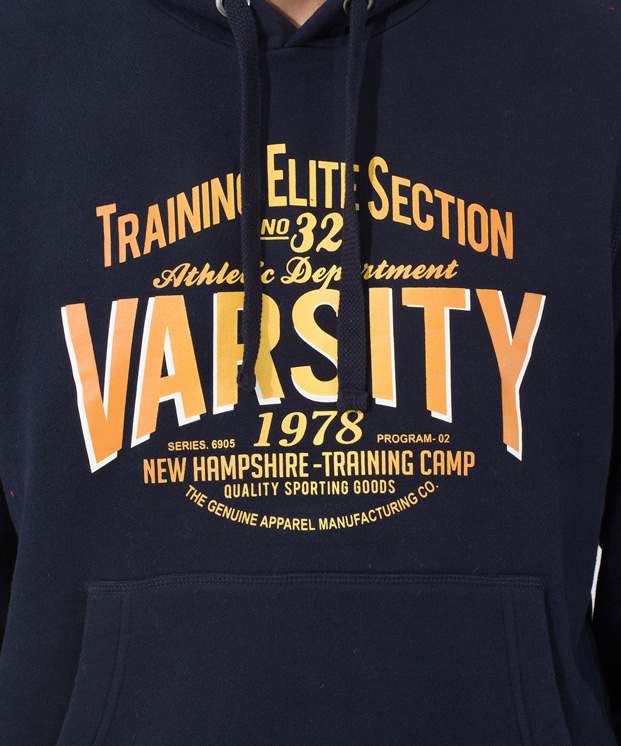 TRAINING ELITE SECTION
NO 32
Athletic Department
VARSITY
1978
SERIES. 6905 PROGRAM- 02
NEW HAMPSHIRE-TRAINING CAMP
QUALITY SPORTING GOODS
THE GENUINE APPAREL MANUFACTURING CO.